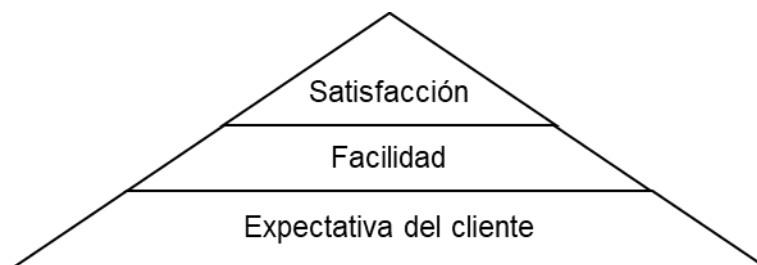 Satisfacción
Facilidad
Expectativa del cliente